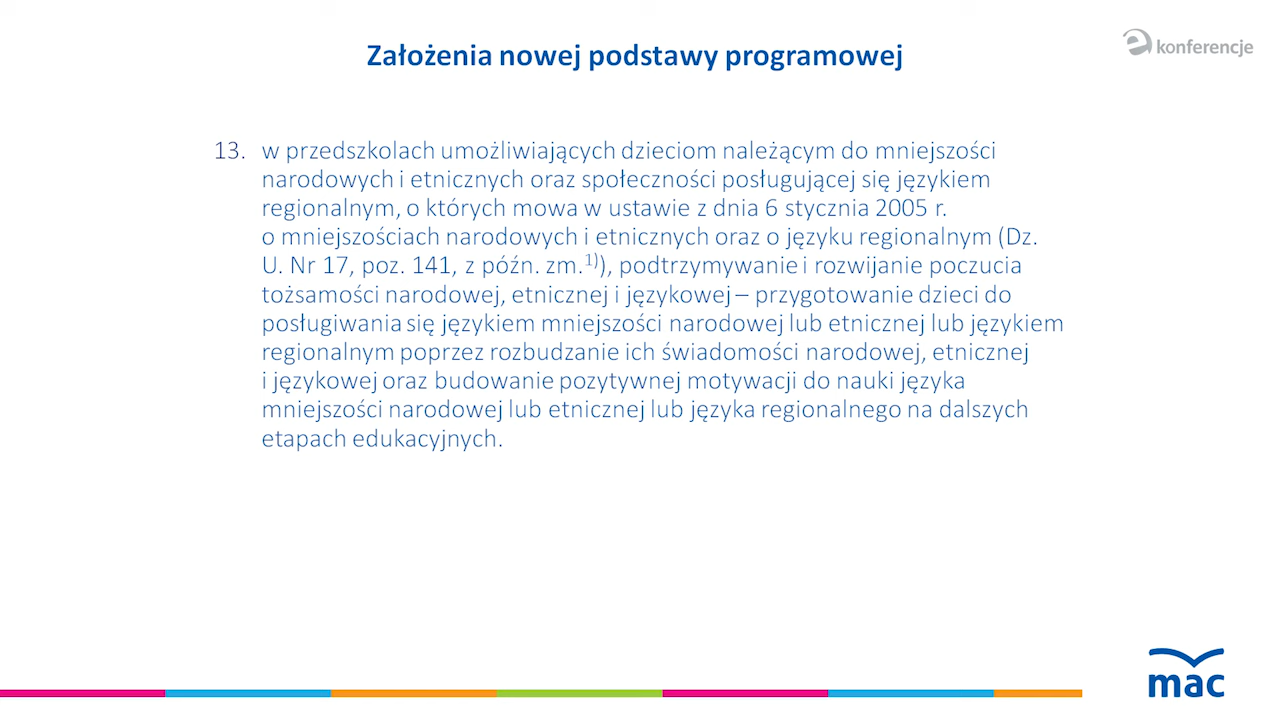 Założenia nowej podstawy programowej
e konferencje
13. w przedszkolach umożliwiających dzieciom należącym do mniejszości
narodowych i etnicznych oraz społeczności posługującej się językiem
regionalnym, o których mowa w ustawie z dnia 6 stycznia 2005 r.
o mniejszościach narodowych i etnicznych oraz o języku regionalnym (Dz.
U. Nr 17, poz. 141, z późn. zm.1)), podtrzymywanie i rozwijanie poczucia
tożsamości narodowej, etnicznej i językowej – przygotowanie dzieci do
posługiwania się językiem mniejszości narodowej lub etnicznej lub językiem
regionalnym poprzez rozbudzanie ich świadomości narodowej, etnicznej
i językowej oraz budowanie pozytywnej motywacji do nauki języka
mniejszości narodowej lub etnicznej lub języka regionalnego na dalszych
etapach edukacyjnych.
mac